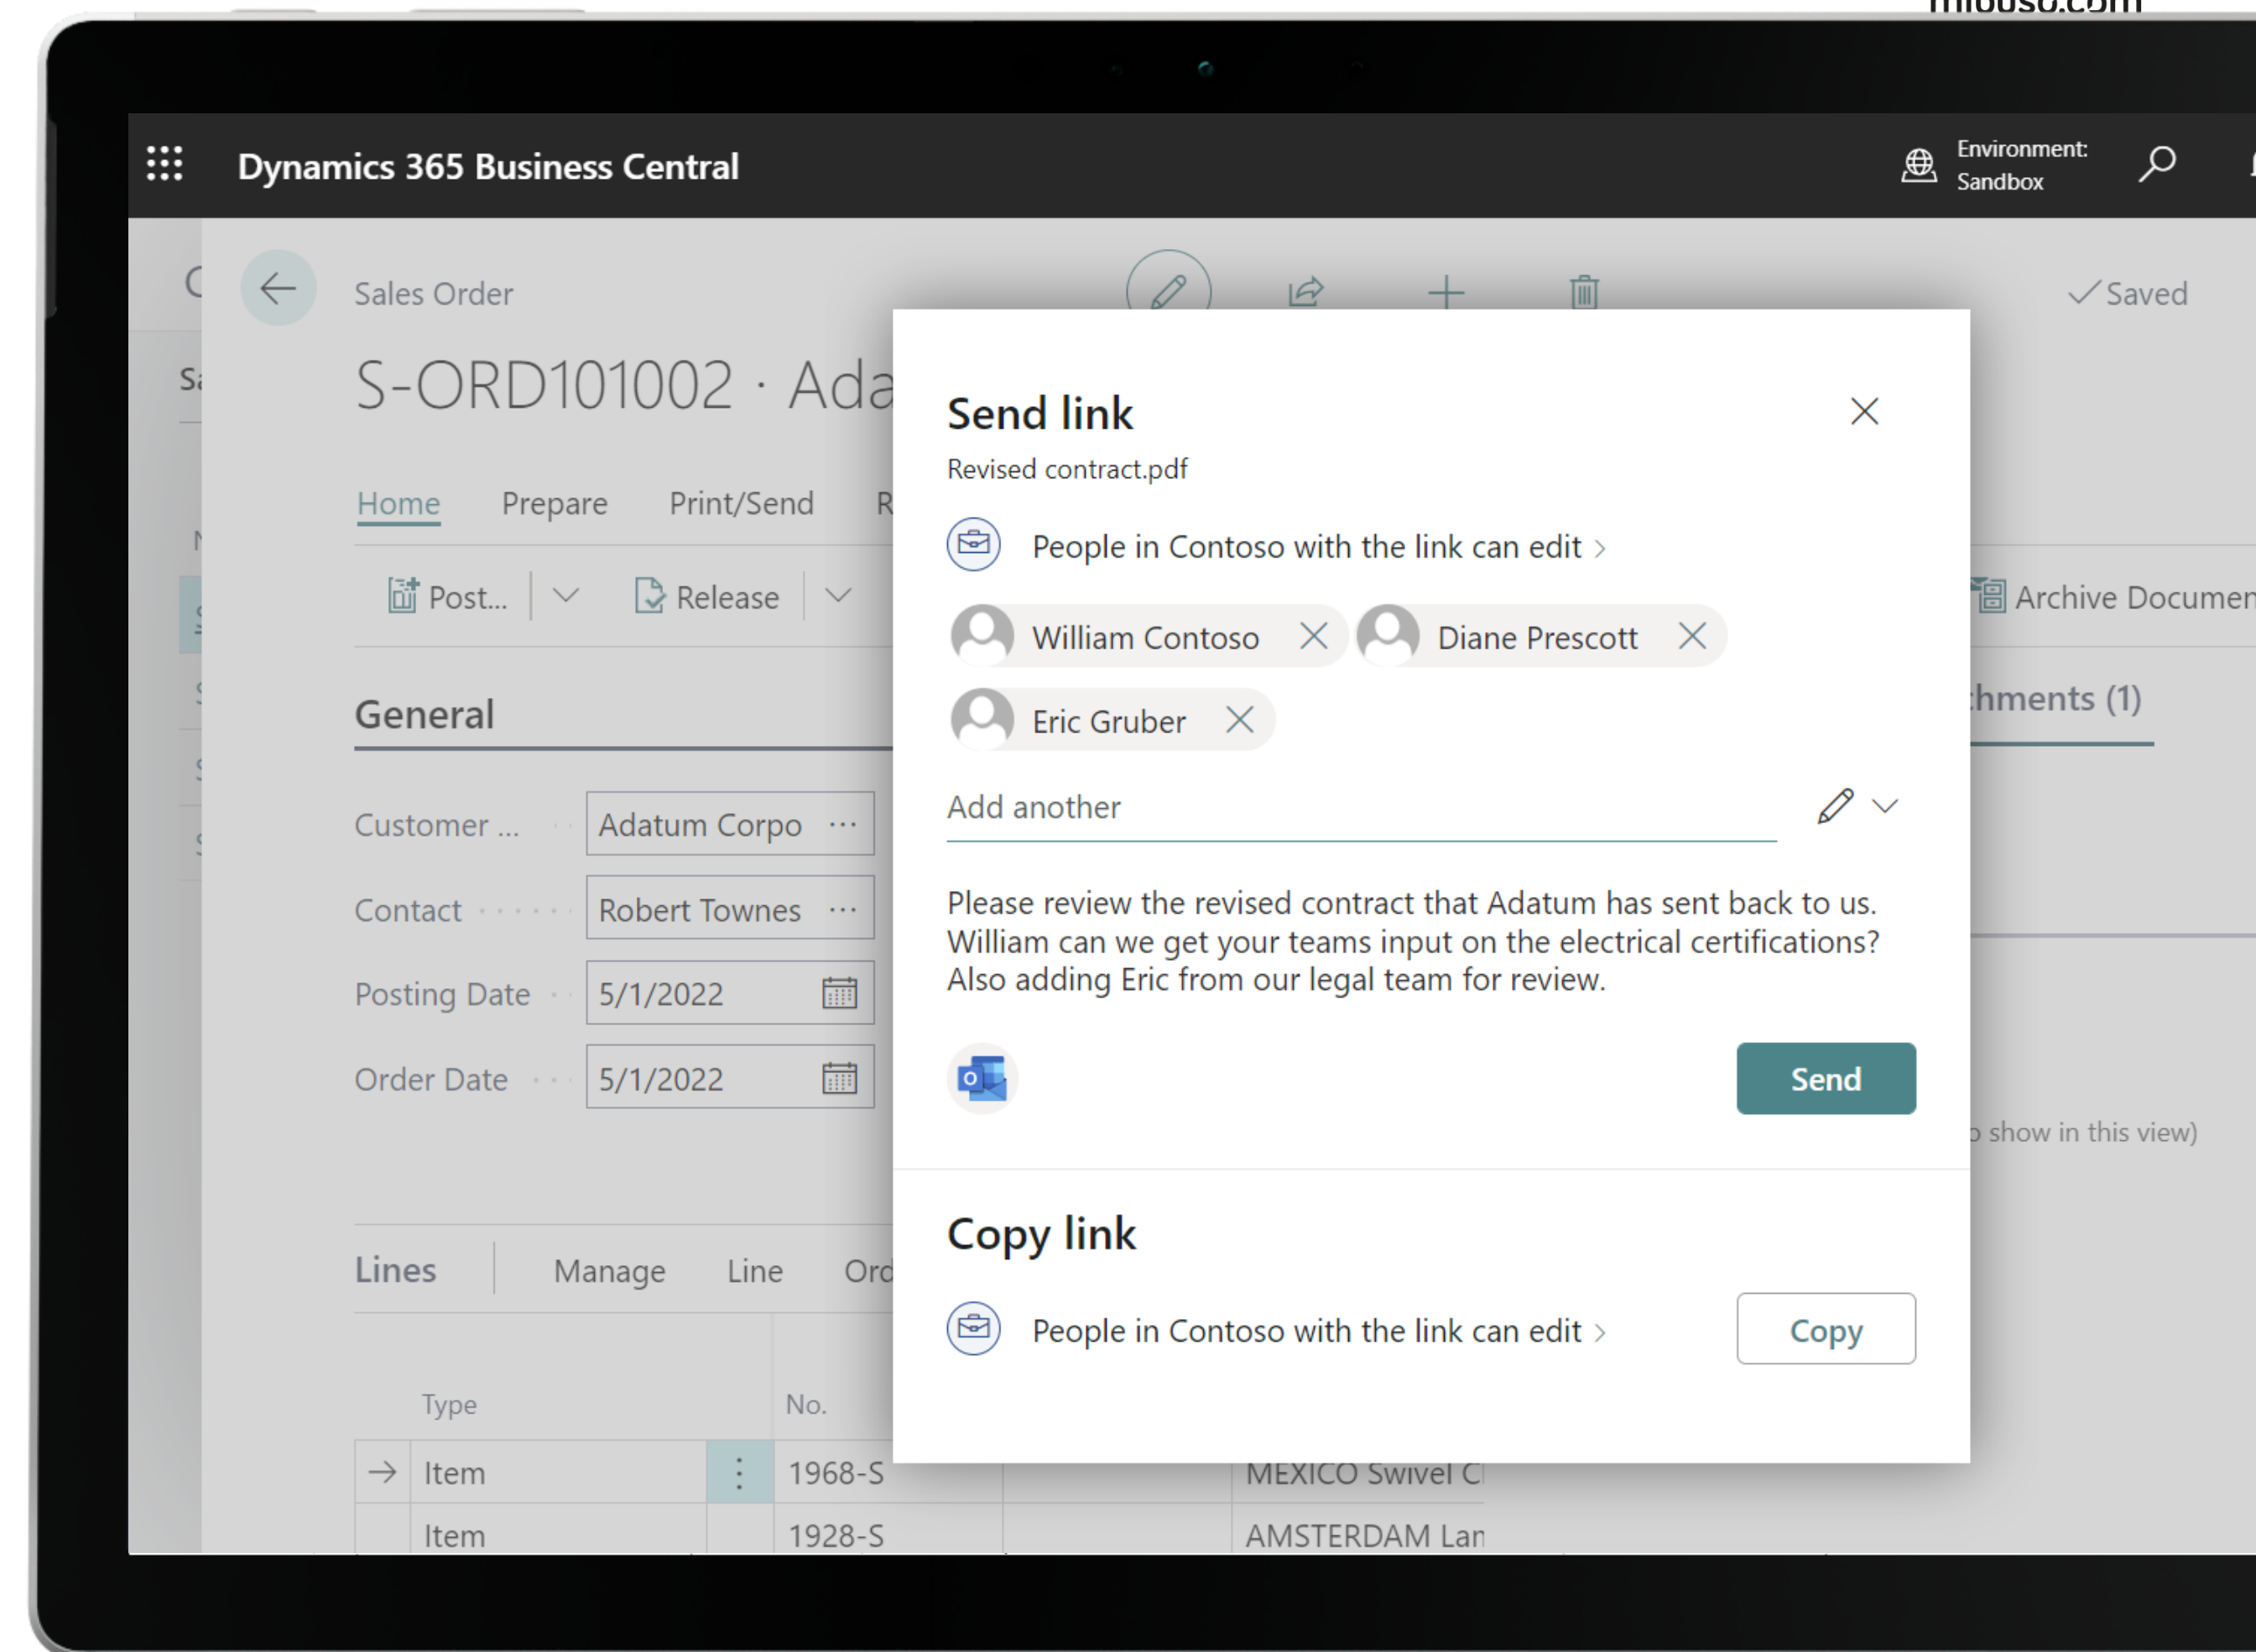 Dynamics 365 Business Central
Environment:
Sandbox
Sales Order
Saved
S-ORD101002 ·
Home Prepare Print/Send
Post... Release
Archive
General
(1)
Customer ... Adatum Corpo ...
Contact Robert Townes ...
Posting Date 5/1/2022
Order Date 5/1/2022
show in this view)
Lines Manage Line
Type No.
Item 1968-S MEXICO Swivel
Item 1928-S AMSTERDAM
Send link
Revised contract.pdf
People in Contoso with the link can edit >
William Contoso Diane Prescott
Eric Gruber
Add another
Please review the revised contract that Adatum has sent back to us.
William can we get your teams input on the electrical certifications?
Also adding Eric from our legal team for review.
Send
Copy link
People in Contoso with the link can edit >
Copy